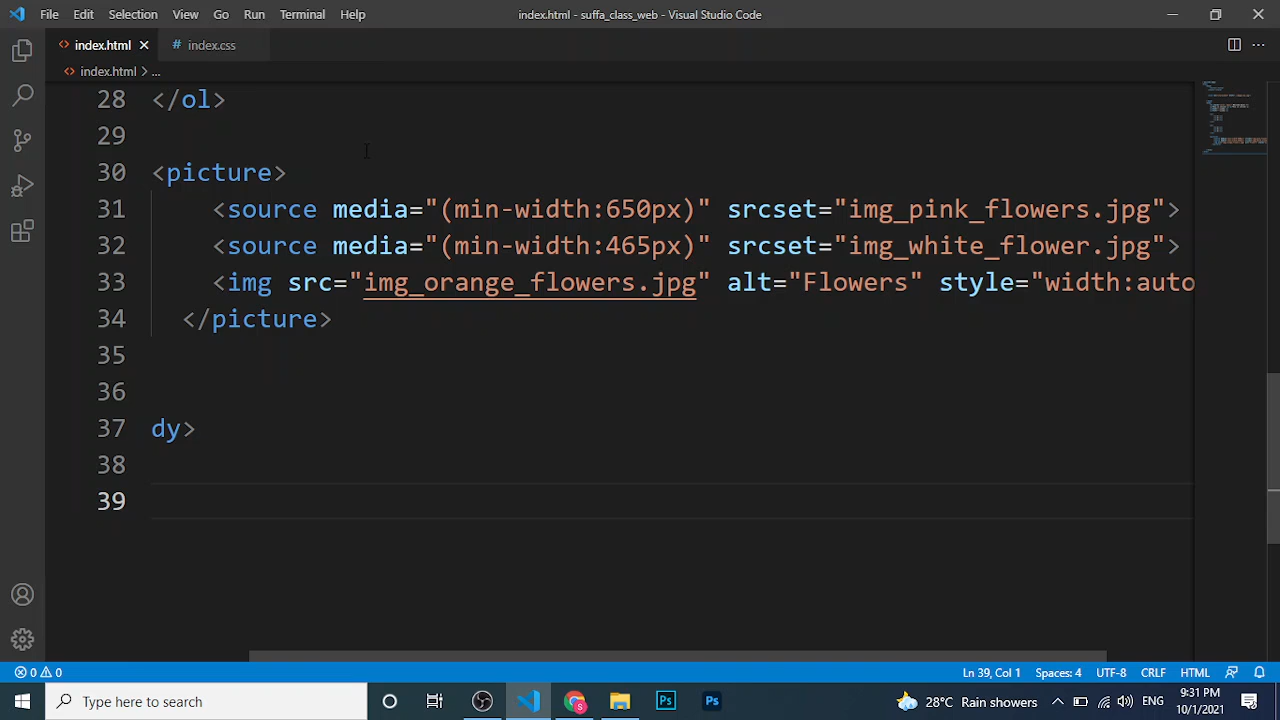 File Edit Selection View Go Run Terminal Help
index.html - suffa_class_web - Visual Studio Code
index.html
# index.css
index.html > ...
28 </ol>
29
30 <picture>
31 <source media="(min-width:650px)" srcset="img_pink_flowers.jpg">
32 <source media="(min-width:465px)" srcset="img_white_flower.jpg">
33 <img src="img_orange_flowers.jpg" alt="Flowers" style="width:auto
34 </picture>
35
36
37 dy>
38
39
0 0
Ln 39, Col 1 Spaces: 4 UTF-8 CRLF HTML
Type here to search
Ps
Ps
28°C Rain showers
ENG
9:31 PM
10/1/2021